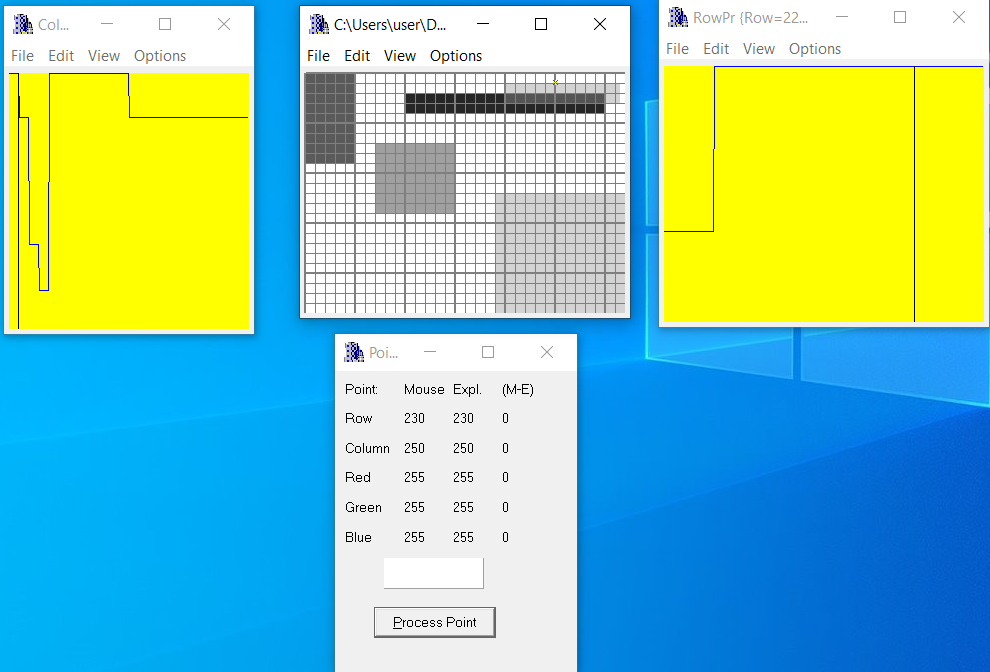 Col...
File Edit View Options
C:\Users\user\D...
File Edit View Options
RowPr {Row=22...
File Edit View Options
Poi...
Point: Mouse Expl. (M-E)
Row 230 230 0
Column 250 250 0
Red 255 255 0
Green 255 255 0
Blue 255 255 0
Process Point